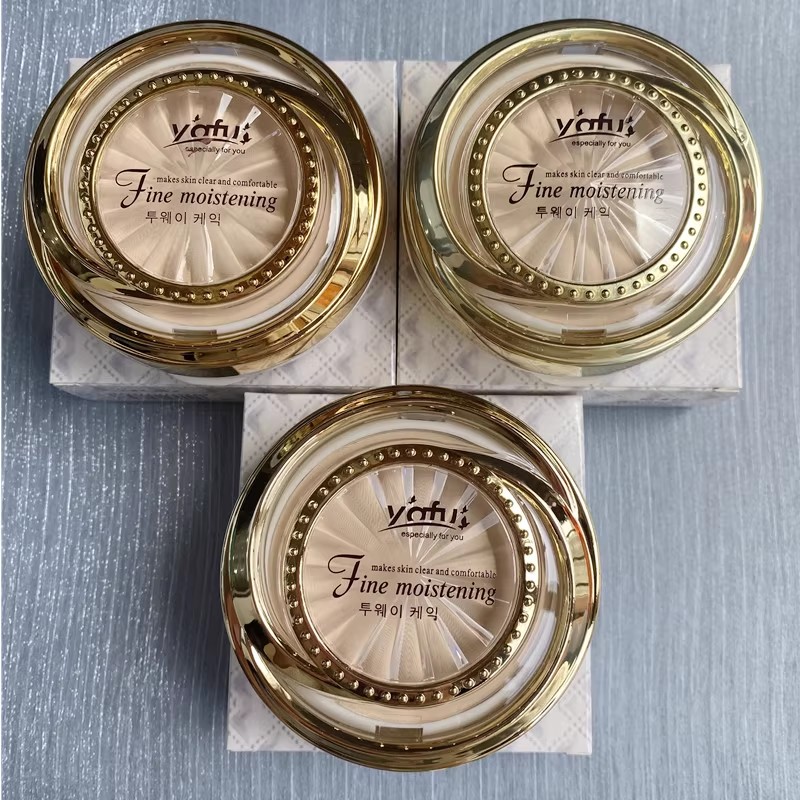 yafu
especially for you
makes skin clear and comfortable
Fine moistening
투웨이 케익
yafu
especially for you
makes skin clear and comfortable
Fine moistening
투웨이 케익
yafu
especially for you
makes skin clear and comfortable
Fine moistening
투웨이 케익